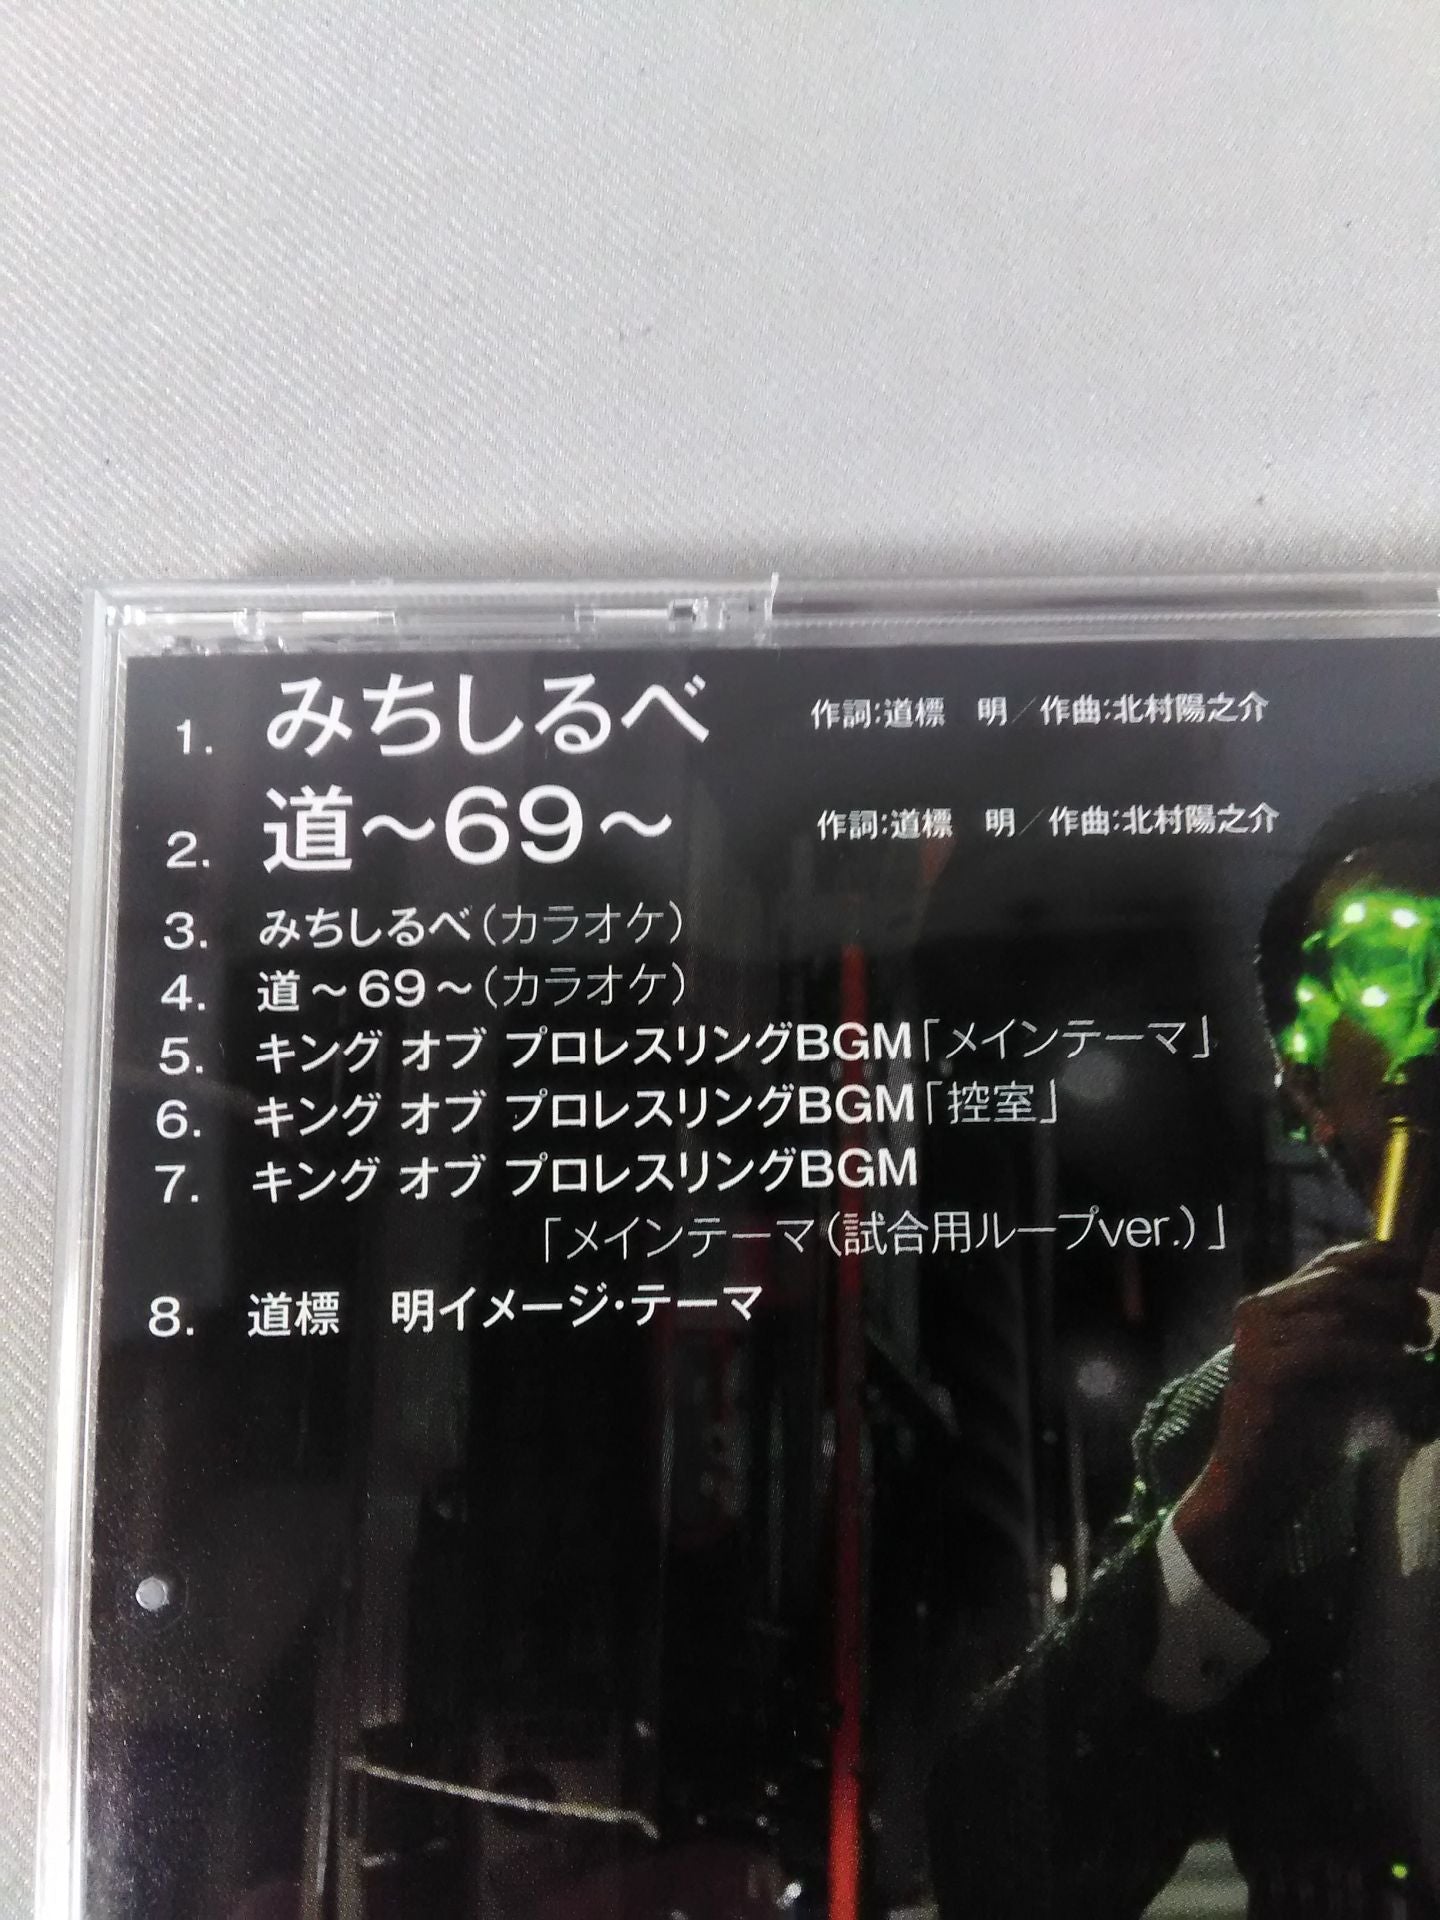 1. みちしるべ 作詞:道標 明／作曲:北村陽之介
2. 道〜69〜 作詞:道標 明／作曲:北村陽之介
3. みちしるべ(カラオケ)
4. 道〜69〜(カラオケ)
5. キング オブ プロレスリングBGM「メインテーマ」
6. キング オブ プロレスリングBGM「控室」
7. キング オブ プロレスリングBGM
「メインテーマ(試合用ループver.)」
8. 道標 明イメージ・テーマ